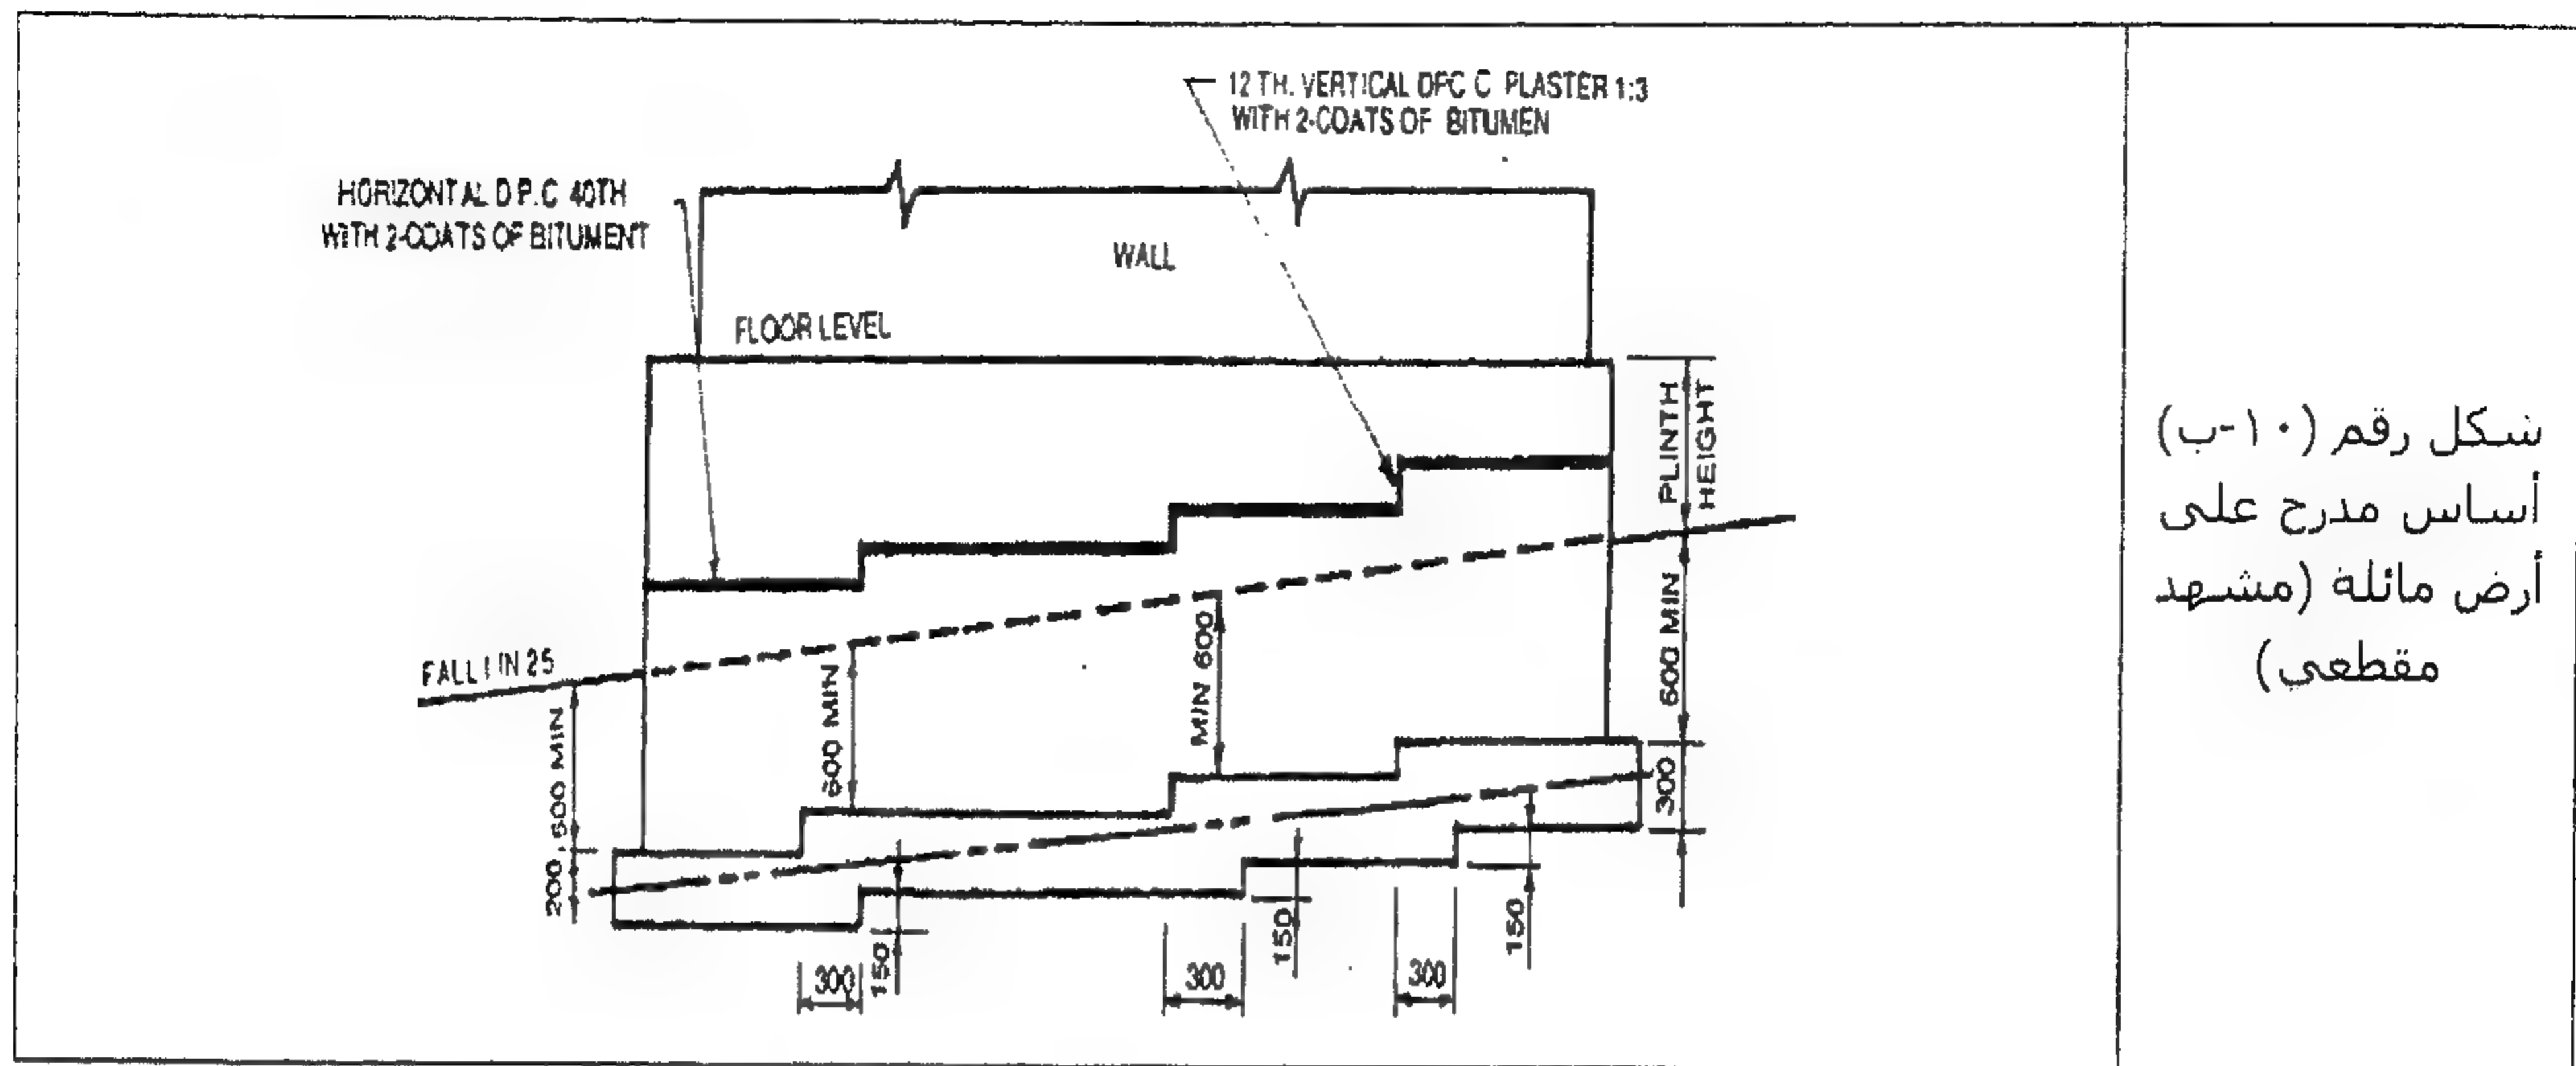 12 TH. VERTICAL DPC C PLASTER 1:3
WITH 2-COATS OF BITUMEN
HORIZONTAL D.P.C 40TH
WITH 2-COATS OF BITUMENT
WALL
FLOOR LEVEL
PLINTH
HEIGHT
FALL 1 IN 25
600 MIN
MIN 600
600 MIN
300
200, 600 MIN
150
150
150
300
300
300
شكل رقم (١٠-ب)
أساس مدرج على
أرض مائلة (مشهد
مقطعي)